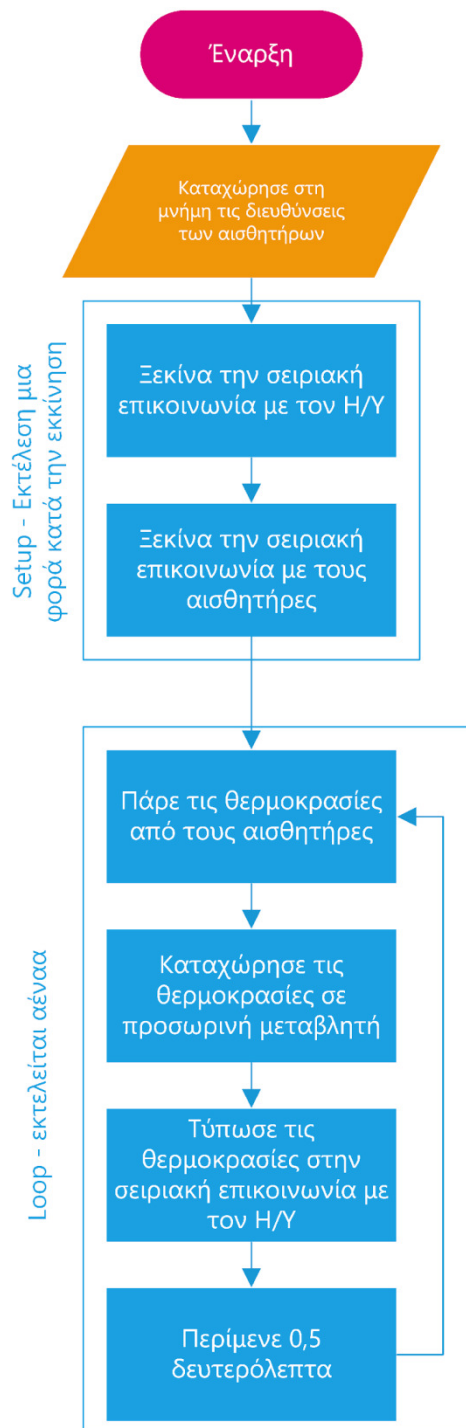 Έναρξη
Καταχώρησε στη
μνήμη τις διευθύνσεις
των αισθητήρων
Setup - Εκτέλεση μια
φορά κατά την εκκίνηση
Ξεκίνα την σειριακή
επικοινωνία με τον Η/Υ
Ξεκίνα την σειριακή
επικοινωνία με τους
αισθητήρες
Loop - εκτελείται αέναα
Πάρε τις θερμοκρασίες
από τους αισθητήρες
Καταχώρησε τις
θερμοκρασίες σε
προσωρινή μεταβλητή
Τύπωσε τις
θερμοκρασίες στην
σειριακή επικοινωνία με
τον Η/Υ
Περίμενε 0,5
δευτερόλεπτα